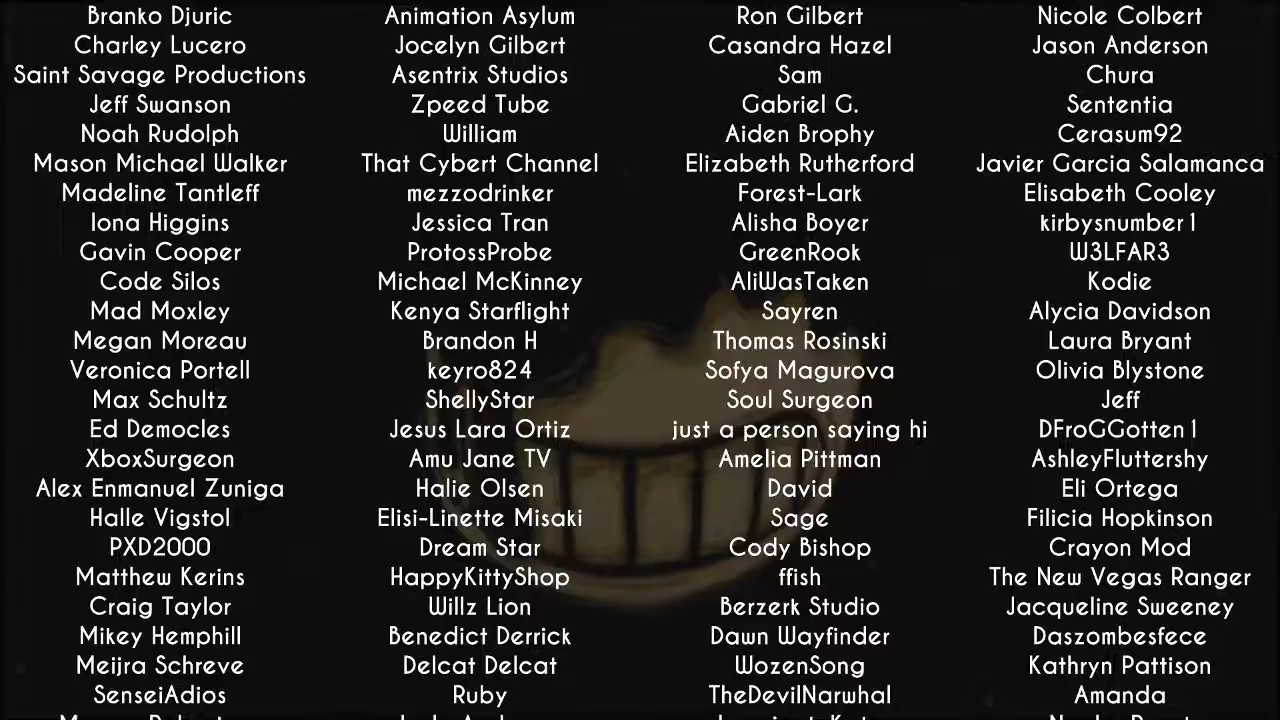 Branko Djuric
Charley Lucero
Saint Savage Productions
Jeff Swanson
Noah Rudolph
Mason Michael Walker
Madeline Tantleff
Iona Higgins
Gavin Cooper
Code Silos
Mad Moxley
Megan Moreau
Veronica Portell
Max Schultz
Ed Democles
XboxSurgeon
Alex Enmanuel Zuniga
Halle Vigstol
PXD2000
Matthew Kerins
Craig Taylor
Mikey Hemphill
Meijra Schreve
SenseiAdios
Animation Asylum
Jocelyn Gilbert
Asentrix Studios
Zpeed Tube
William
That Cybert Channel
mezzodrinker
Jessica Tran
ProtossProbe
Michael McKinney
Kenya Starflight
Brandon H
keyro824
ShellyStar
Jesus Lara Ortiz
Amu Jane TV
Halie Olsen
Elisi-Linette Misaki
Dream Star
HappyKittyShop
Willz Lion
Benedict Derrick
Delcat Delcat
Ruby
Ron Gilbert
Casandra Hazel
Sam
Gabriel G.
Aiden Brophy
Elizabeth Rutherford
Forest-Lark
Alisha Boyer
GreenRook
AliWasTaken
Sayren
Thomas Rosinski
Sofya Magurova
Soul Surgeon
just a person saying hi
Amelia Pittman
David
Sage
Cody Bishop
ffish
Berzerk Studio
Dawn Wayfinder
WozenSong
TheDevilNarwhal
Nicole Colbert
Jason Anderson
Chura
Sententia
Cerasum92
Javier Garcia Salamanca
Elisabeth Cooley
kirbysnumber1
W3LFAR3
Kodie
Alycia Davidson
Laura Bryant
Olivia Blystone
Jeff
DFroGGotten1
AshleyFluttershy
Eli Ortega
Filicia Hopkinson
Crayon Mod
The New Vegas Ranger
Jacqueline Sweeney
Daszombesfece
Kathryn Pattison
Amanda